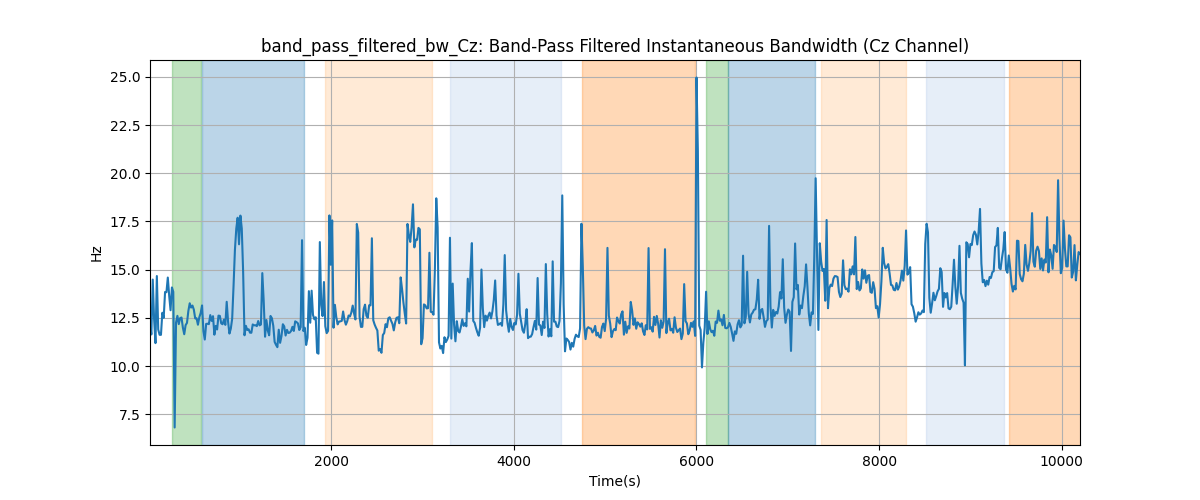 band_pass_filtered_bw_Cz: Band-Pass Filtered Instantaneous Bandwidth (Cz Channel)
25.0
22.5
20.0
17.5
15.0
12.5
10.0
7.5
Hz
2000 4000 6000 8000 10000
Time(s)